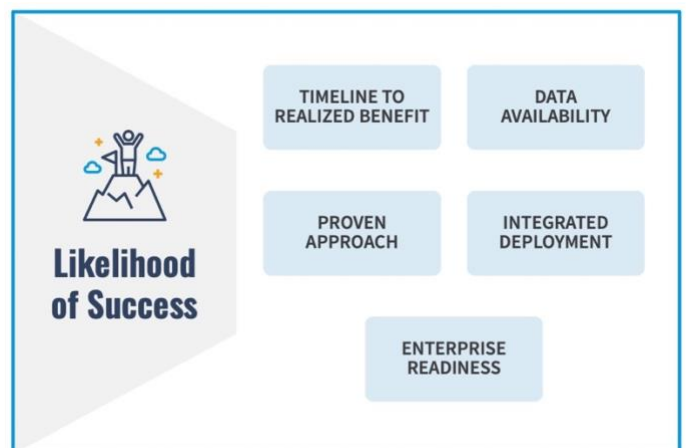 Likelihood
of Success
TIMELINE TO
REALIZED BENEFIT
DATA
AVAILABILITY
PROVEN
APPROACH
INTEGRATED
DEPLOYMENT
ENTERPRISE
READINESS